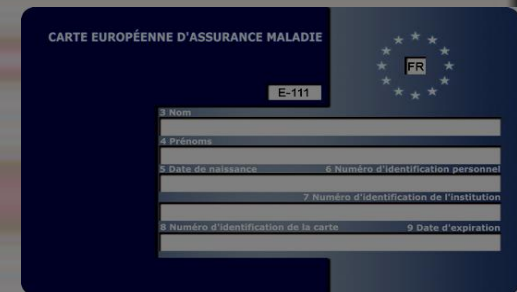 CARTE EUROPÉENNE D'ASSURANCE MALADIE
FR
E-111
3 Nom
4 Prénoms
5 Date de naissance 6 Numéro d'identification personnel
7 Numéro d'identification de l'institution
8 Numéro d'identification de la carte 9 Date d'expiration